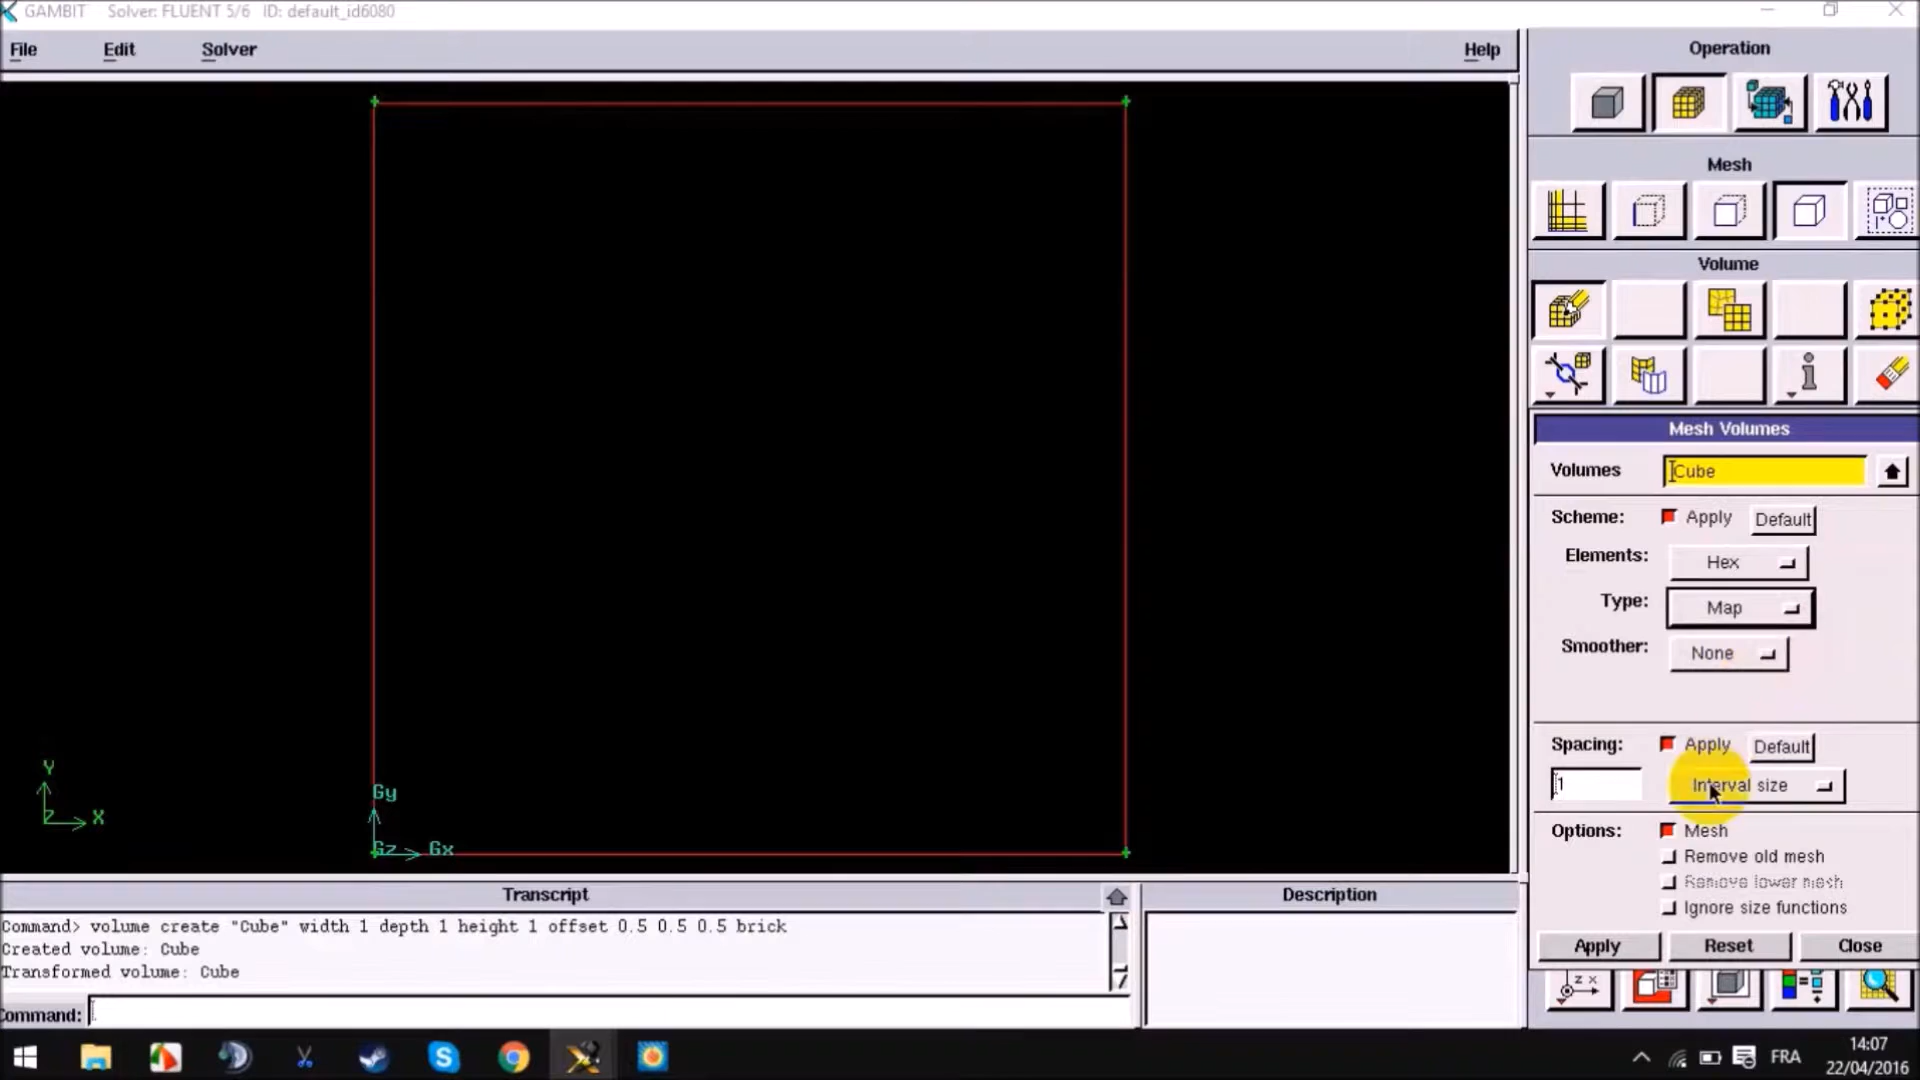 GAMBIT Solver: FLUENT 5/6 ID: default_id6080
File Edit Solver Help
Operation
Mesh
Volume
Mesh Volumes
Volumes Cube
Scheme: Apply Default
Elements: Hex
Type: Map
Smoother: None
Spacing: Apply Default
1 Interval size
Options: Mesh
Remove old mesh
Remove lower mesh
Ignore size functions
Apply Reset Close
Y
Z X
Gy
Gz Gx
Transcript
Description
Command> volume create "Cube" width 1 depth 1 height 1 offset 0.5 0.5 0.5 brick
Created volume: Cube
Transformed volume: Cube
ommand:
z x
FRA
14:07
22/04/2016